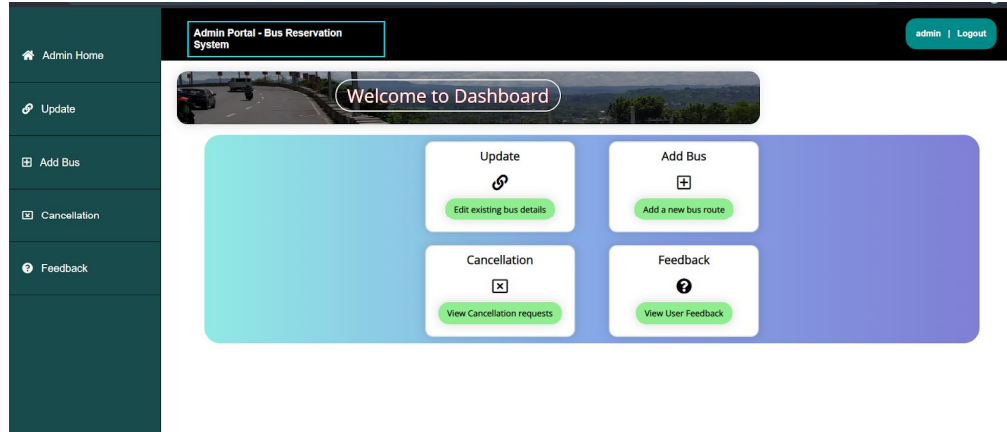 Admin Portal - Bus Reservation
System
admin | Logout
Admin Home
Update
Add Bus
Cancellation
Feedback
Welcome to Dashboard
Update
Edit existing bus details
Add Bus
Add a new bus route
Cancellation
View Cancellation requests
Feedback
View User Feedback